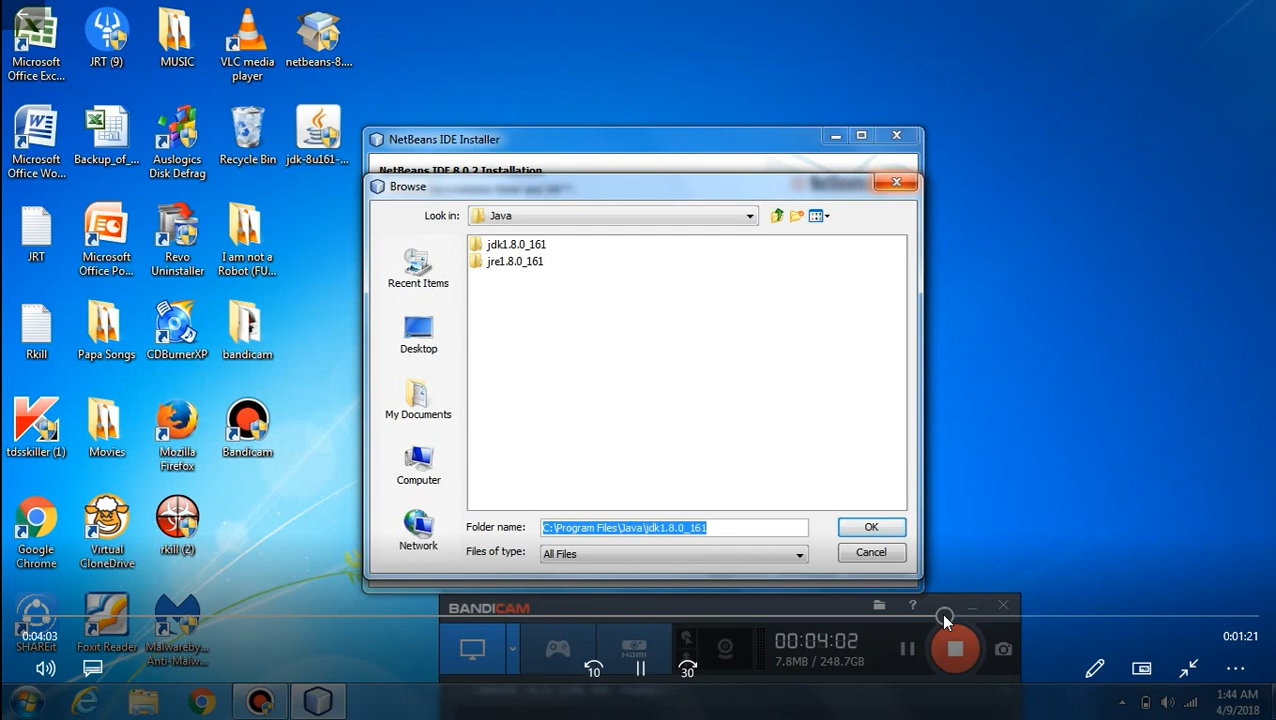 Microsoft
Office Exc...
JRT (9)
MUSIC
VLC media
player
netbeans-8....
Microsoft
Office Wo...
Backup_of_...
Auslogics
Disk Defrag
Recycle Bin
jdk-8u161-...
JRT
Microsoft
Office Po...
Revo
Uninstaller
I am not a
Robot (FU...
Rkill
Papa Songs
CDBurnerXP
bandicam
tdsskiller (1)
Movies
Mozilla
Firefox
Bandicam
Google
Chrome
Virtual
CloneDrive
rkill (2)
SHAREit
Foxit Reader
Malwareby...
Anti-Malw...
NetBeans IDE Installer
NetBeans IDE 8.0.2 Installation
Browse
Look in:
Java
jdk1.8.0_161
jre1.8.0_161
Recent Items
Desktop
My Documents
Computer
Network
Folder name:
C:\Program Files\Java\jdk1.8.0_161
OK
Files of type:
All Files
Cancel
BANDICAM
?
HDMI
00:04:02
7.8MB / 248.7GB
0:04:03
0:01:21
10
30
1:44 AM
4/9/2018